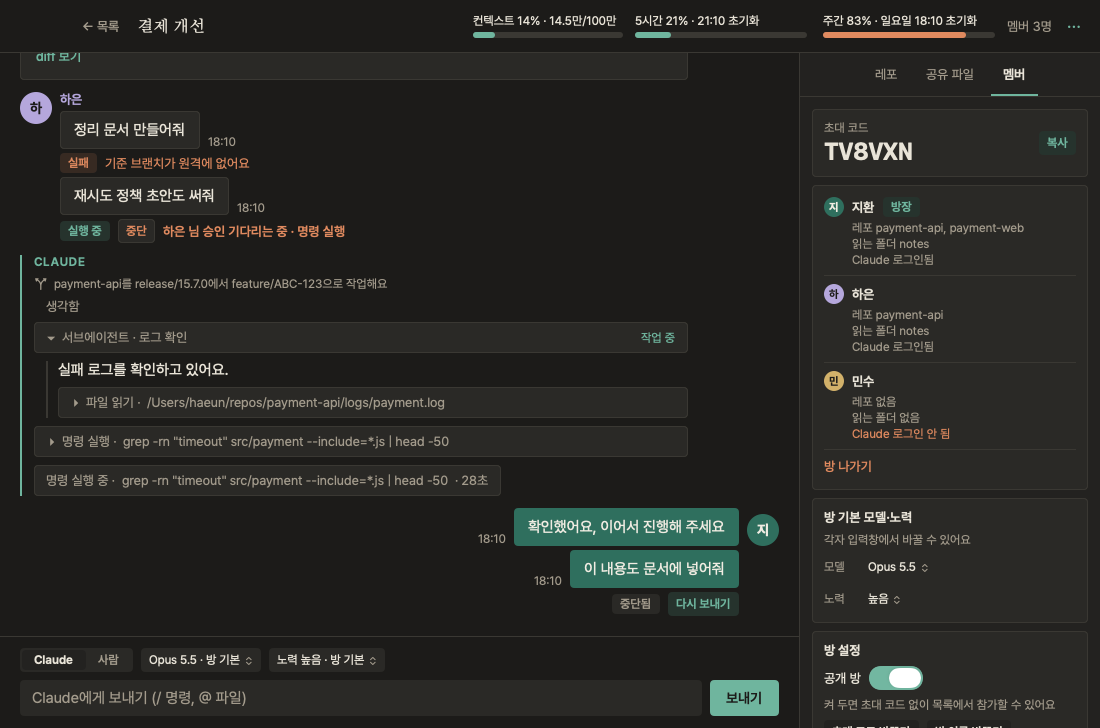 ← 목록
결제 개선
컨텍스트 14% · 14.5만/100만
5시간 21% · 21:10 초기화
주간 83% · 일요일 18:10 초기화
멤버 3명
diff 보기
하
하은
정리 문서 만들어줘
18:10
실패 기준 브랜치가 원격에 없어요
재시도 정책 초안도 써줘
18:10
실행 중 중단 하은 님 승인 기다리는 중 · 명령 실행
CLAUDE
payment-api를 release/15.7.0에서 feature/ABC-123으로 작업해요
생각함
서브에이전트 · 로그 확인 작업 중
실패 로그를 확인하고 있어요.
파일 읽기 · /Users/haeun/repos/payment-api/logs/payment.log
명령 실행 · grep -rn "timeout" src/payment --include=*.js | head -50
명령 실행 중 · grep -rn "timeout" src/payment --include=*.js | head -50 · 28초
18:10 확인했어요, 이어서 진행해 주세요
지
18:10 이 내용도 문서에 넣어줘
중단됨 다시 보내기
Claude 사람 Opus 5.5 · 방 기본 노력 높음 · 방 기본
Claude에게 보내기 (/ 명령, @ 파일)
보내기
레포 공유 파일 멤버
초대 코드
TV8VXN
복사
지 지환 방장
레포 payment-api, payment-web
읽는 폴더 notes
Claude 로그인됨
하 하은
레포 payment-api
읽는 폴더 notes
Claude 로그인됨
민 민수
레포 없음
읽는 폴더 없음
Claude 로그인 안 됨
방 나가기
방 기본 모델·노력
각자 입력창에서 바꿀 수 있어요
모델 Opus 5.5
노력 높음
방 설정
공개 방
켜 두면 초대 코드 없이 목록에서 참가할 수 있어요